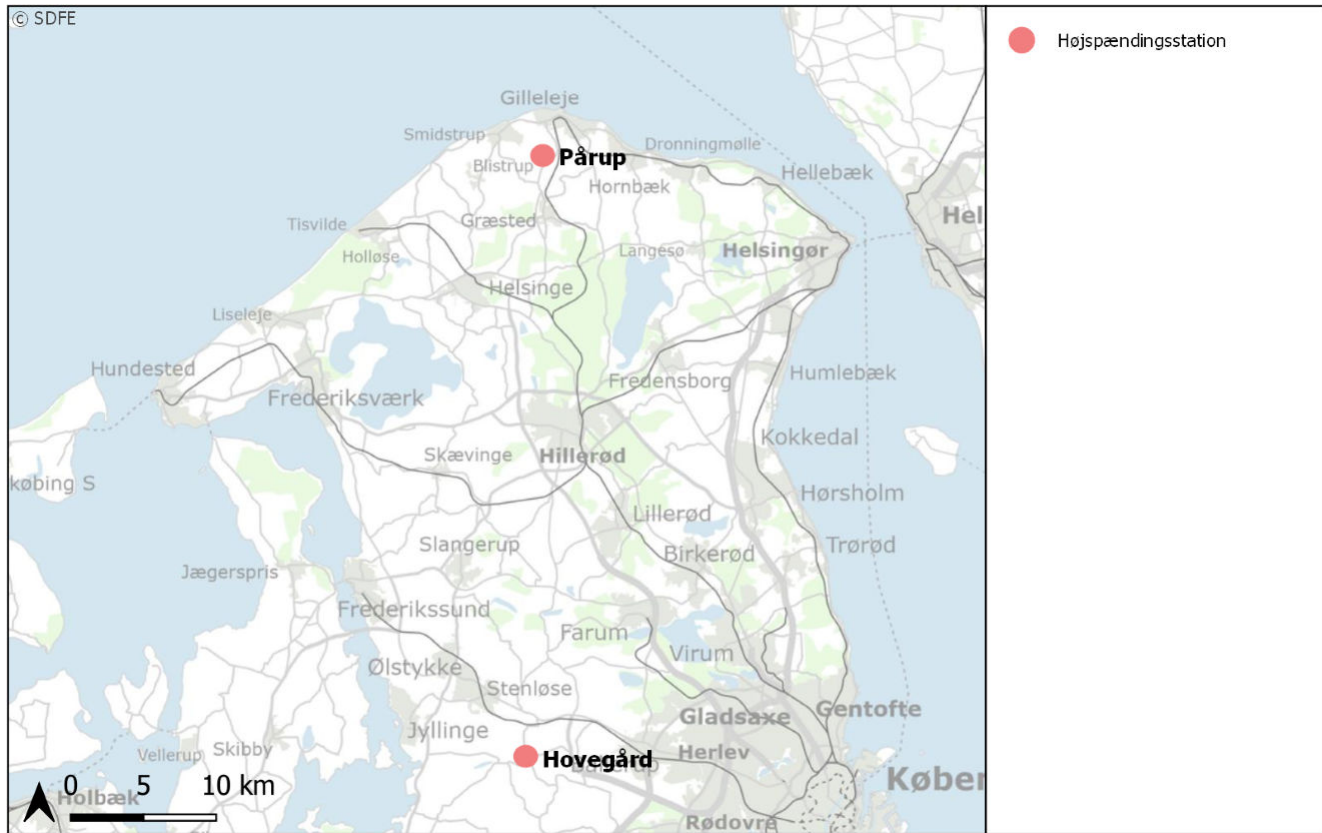 © SDFE
Højspændingsstation
Gilleleje
Smidstrup
Dronningmølle
Pårup
Blistrup
Hellebæk
Hornbæk
Hel
Tisvilde
Græsted
Langesø
Helsingør
Holløse
Helsinge
Liseleje
Hundested
Fredensborg
Humlebæk
Frederiksværk
Kokkedal
Skævinge
Hillerød
købing S
Hørsholm
Lillerød
Slangerup
Birkerød
Trørød
Jægerspris
Frederikssund
Farum
Virum
Ølstykke
Stenløse
Gladsaxe
Gentofte
Jyllinge
Vellerup
Skibby
Hovegård
Herlev
Køber
0 5 10 km
Holbæk
Rødovre